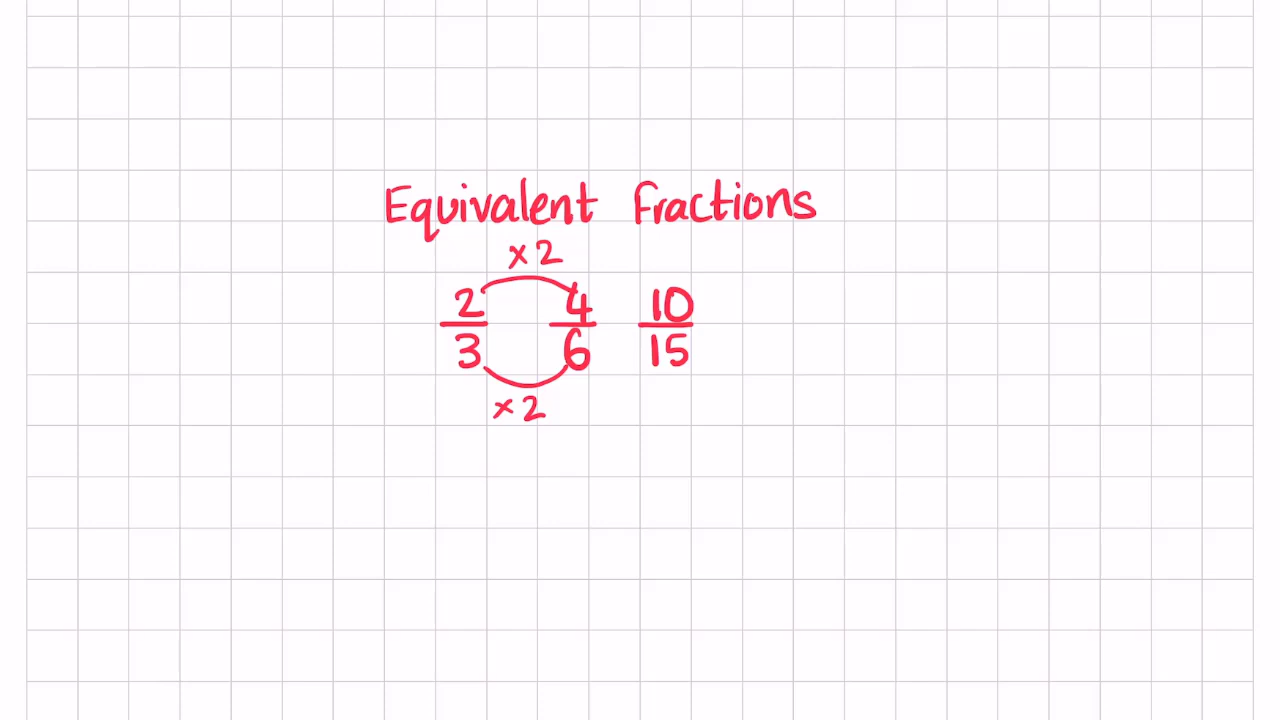 Equivalent Fractions
×2
2/3 4/6 10/15
×2